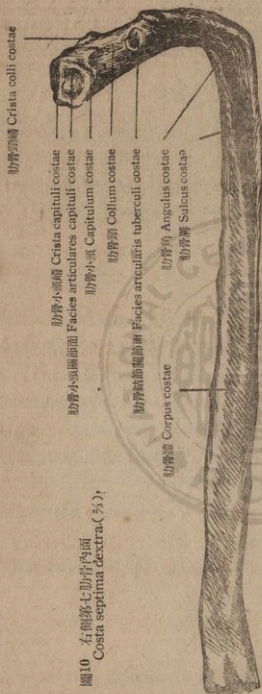 肋骨頸嵴 Crista colli costae
肋骨小頭嵴 Crista capituli costae
肋骨小頭關節面 Facies articulares capituli costae
肋骨小頭 Capitulum costae
肋骨頸 Collum costae
肋骨結節關節面 Facies articularis tuberculi costae
肋骨角 Angulus costae
肋骨溝 Sulcus costae
肋骨體 Corpus costae
圖10 右側第七肋骨內面
Costa septima dextra.(⅔).